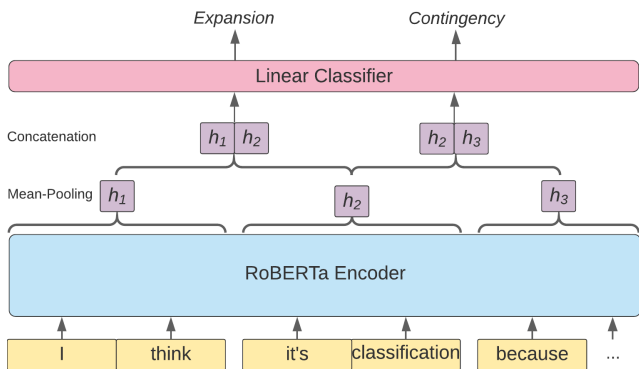 Expansion Contingency
Linear Classifier
Concatenation h1 h2 h2 h3
Mean-Pooling h1 h2 h3
RoBERTa Encoder
I think it's classification because ...